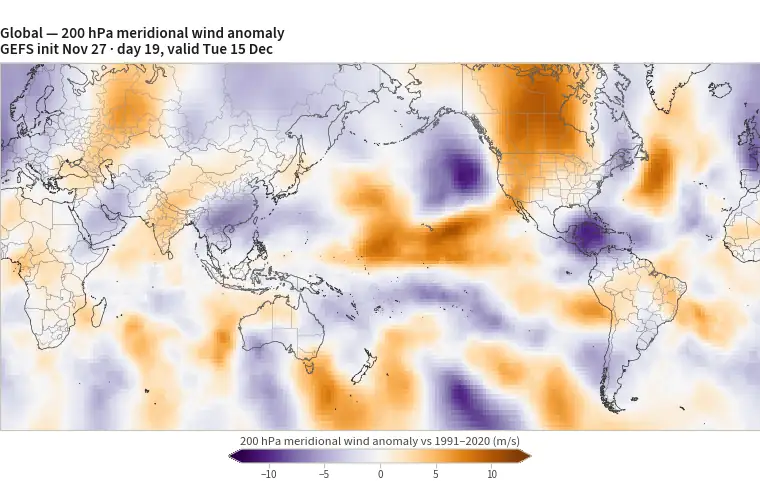 Global — 200 hPa meridional wind anomaly
GEFS init Nov 27 · day 19, valid Tue 15 Dec
200 hPa meridional wind anomaly vs 1991–2020 (m/s)
−10 −5 0 5 10